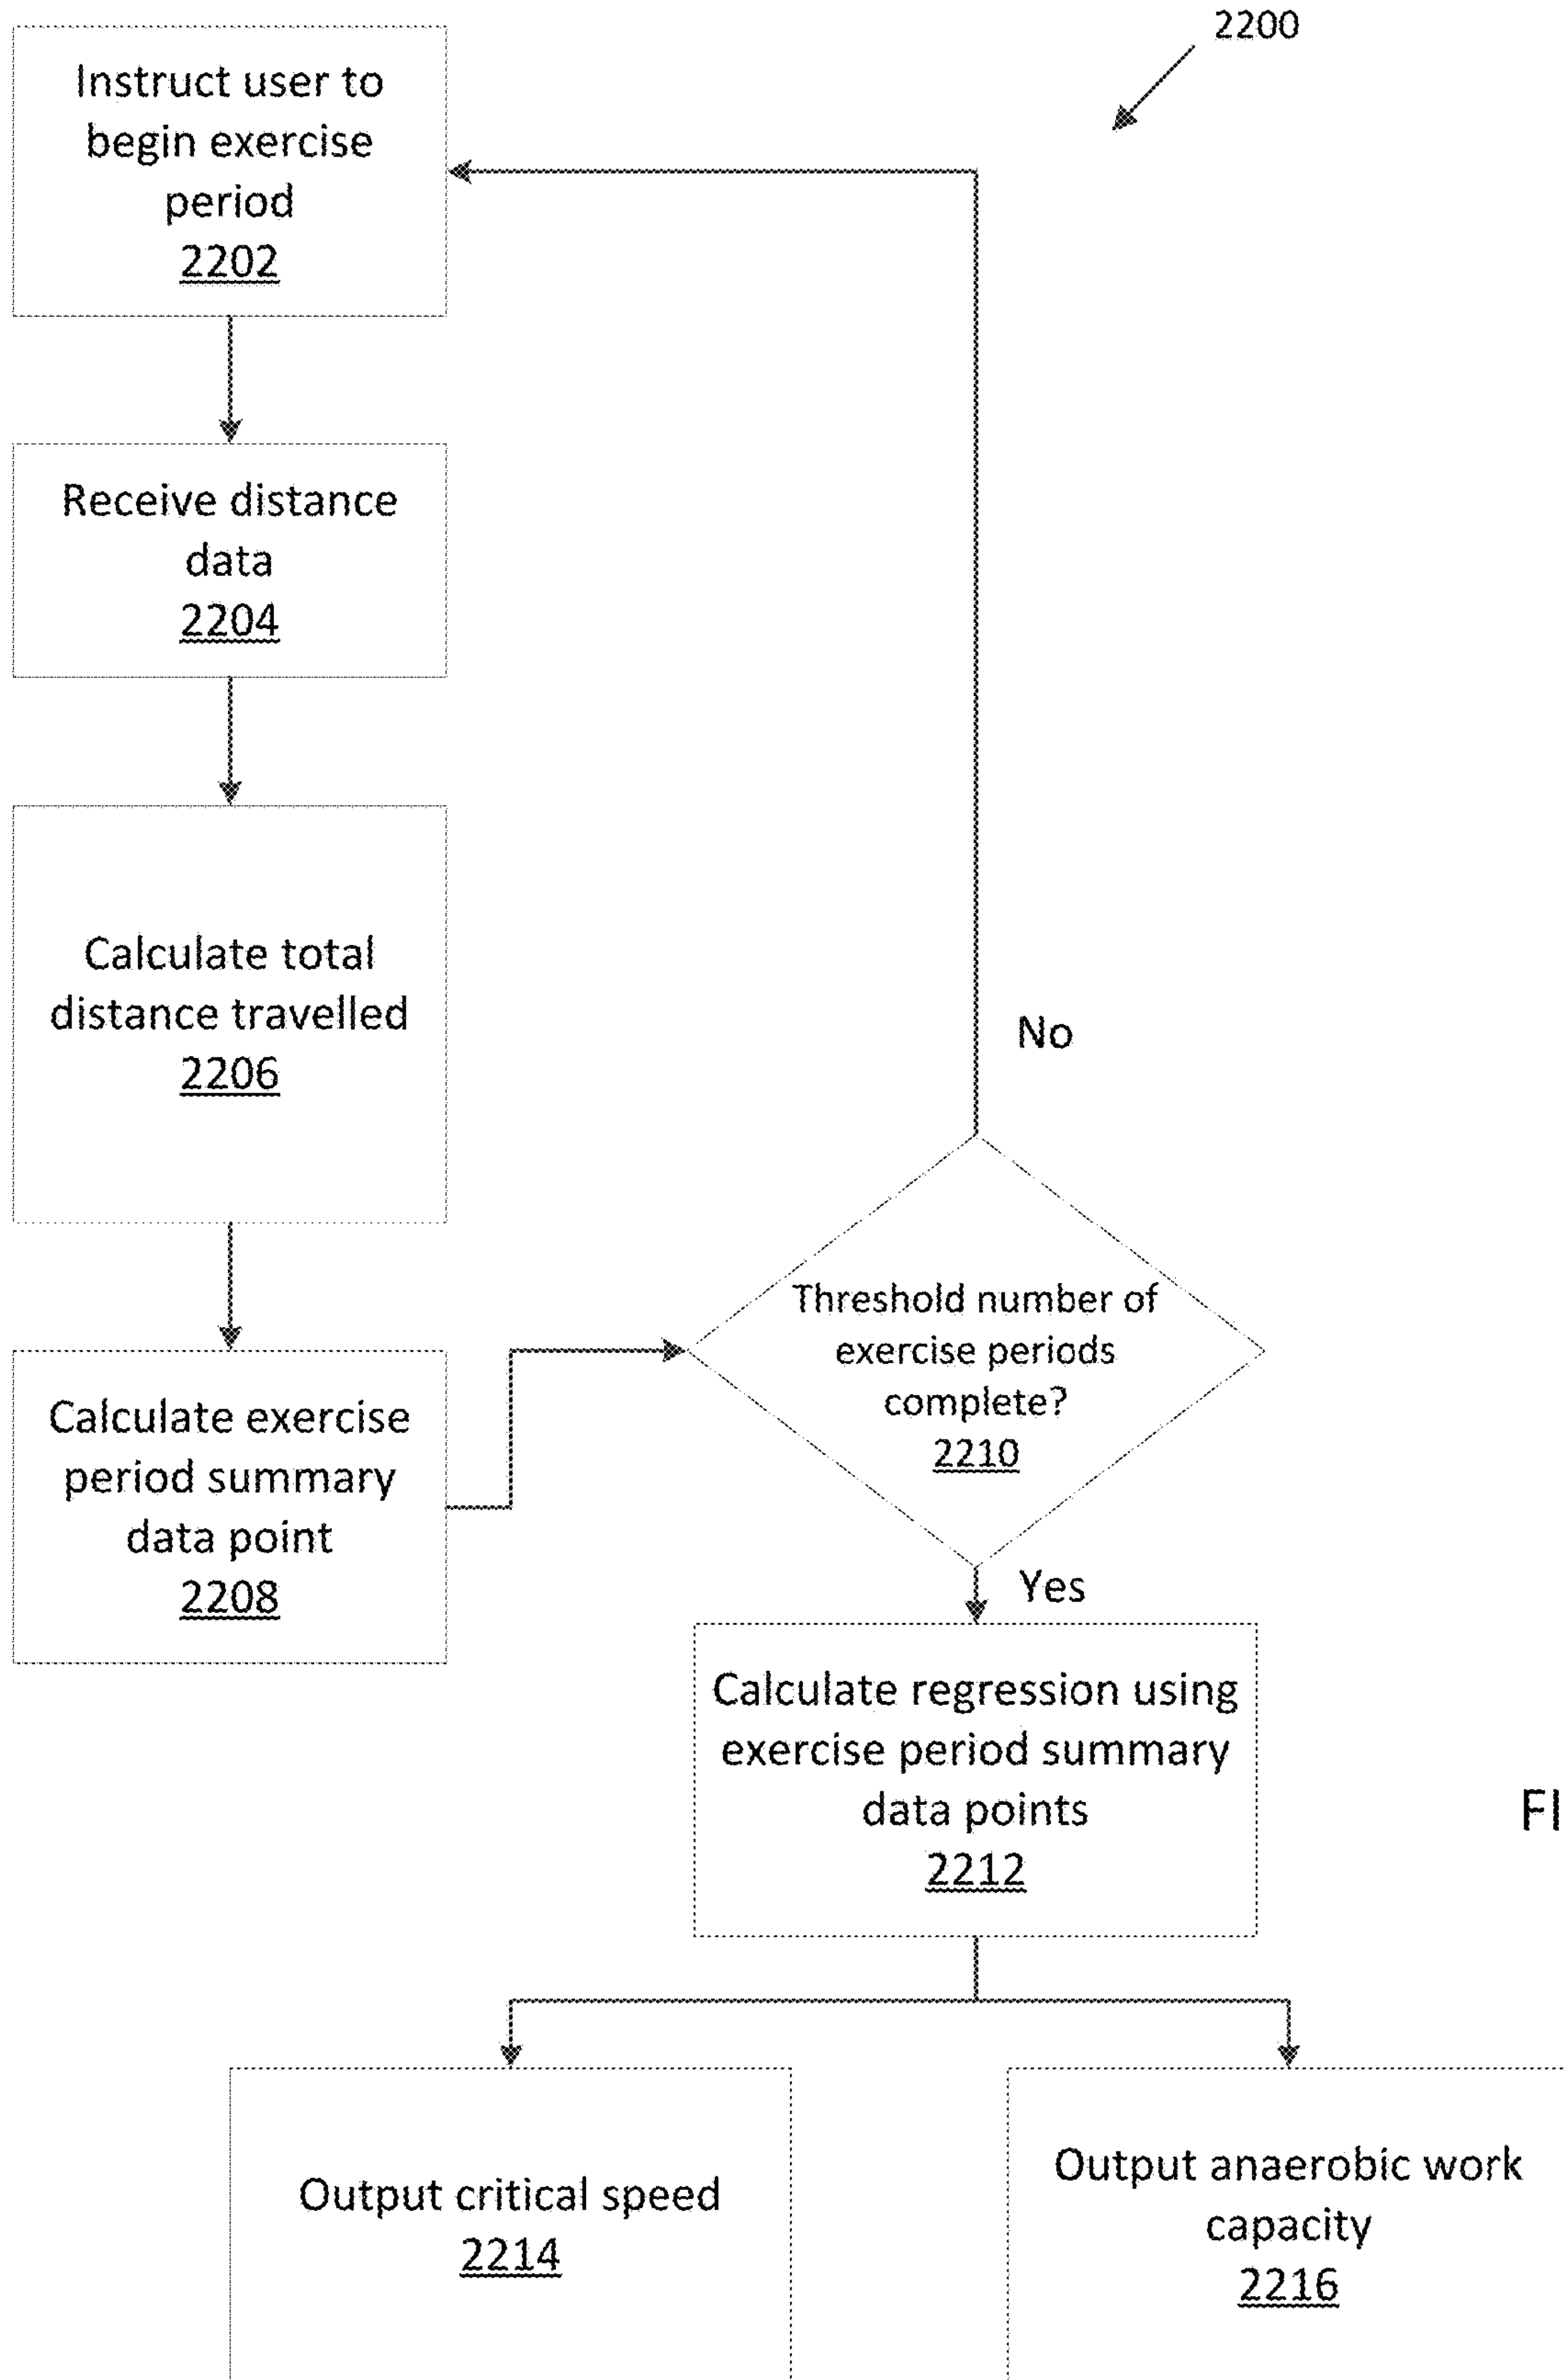 2200
Instruct user to
begin exercise
period
2202
Receive distance
data
2204
Calculate total
distance travelled
2206
No
Threshold number of
exercise periods
complete?
2210
Calculate exercise
period summary
data point
2208
Yes
Calculate regression using
exercise period summary
data points
2212
FI
Output critical speed
2214
Output anaerobic work
capacity
2216